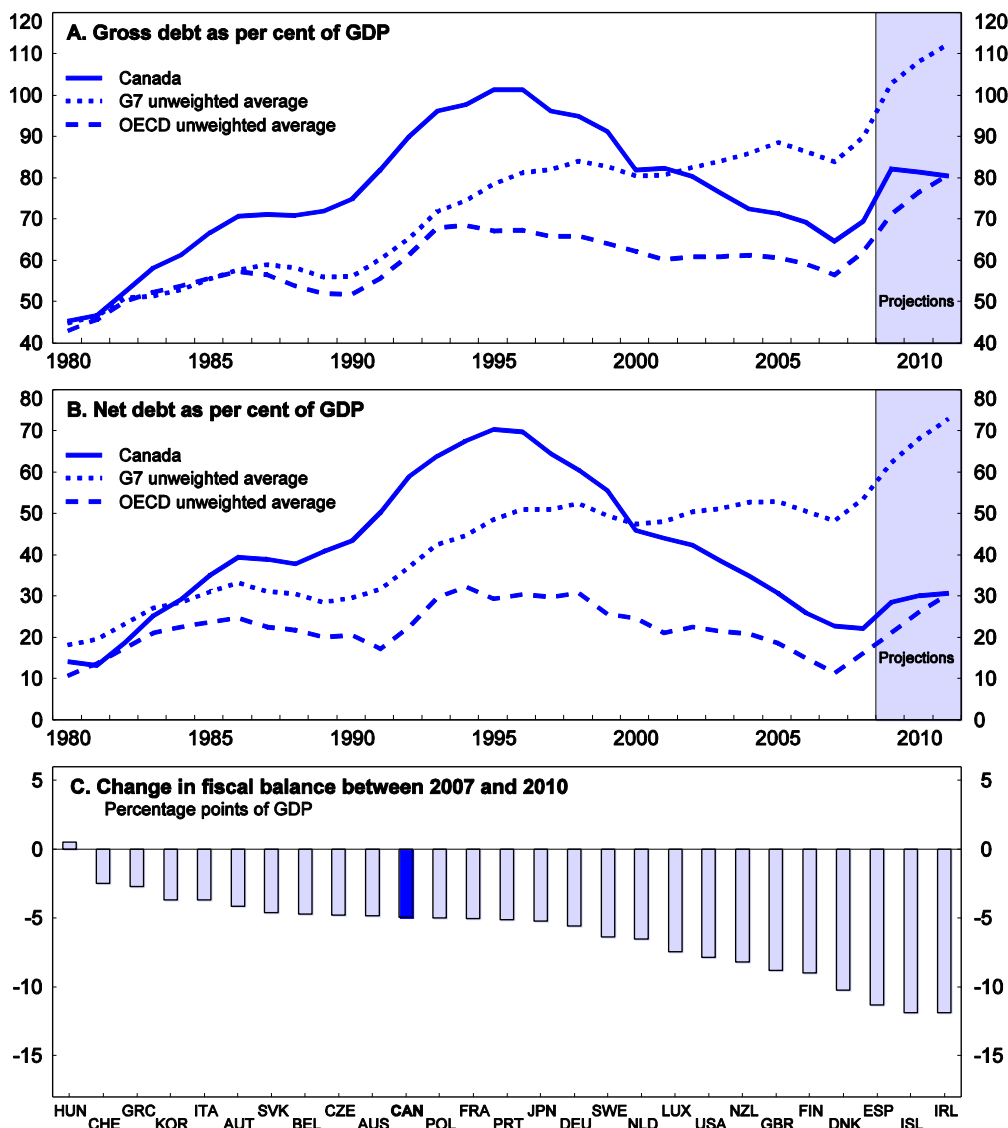 A. Gross debt as per cent of GDP
Canada
G7 unweighted average
OECD unweighted average
120 120
110 110
100 100
90 90
80 80
70 70
60 60
50 50
40 40
Projections
1980 1985 1990 1995 2000 2005 2010
B. Net debt as per cent of GDP
Canada
G7 unweighted average
OECD unweighted average
80 80
70 70
60 60
50 50
40 40
30 30
20 20
10 10
0 0
Projections
1980 1985 1990 1995 2000 2005 2010
C. Change in fiscal balance between 2007 and 2010
Percentage points of GDP
5 5
0 0
-5 -5
-10 -10
-15 -15
HUN GRC ITA SVK CZE CAN FRA JPN SWE LUX NZL FIN ESP IRL
CHE KOR AUT BEL AUS POL PRT DEU NLD USA GBR DNK ISL